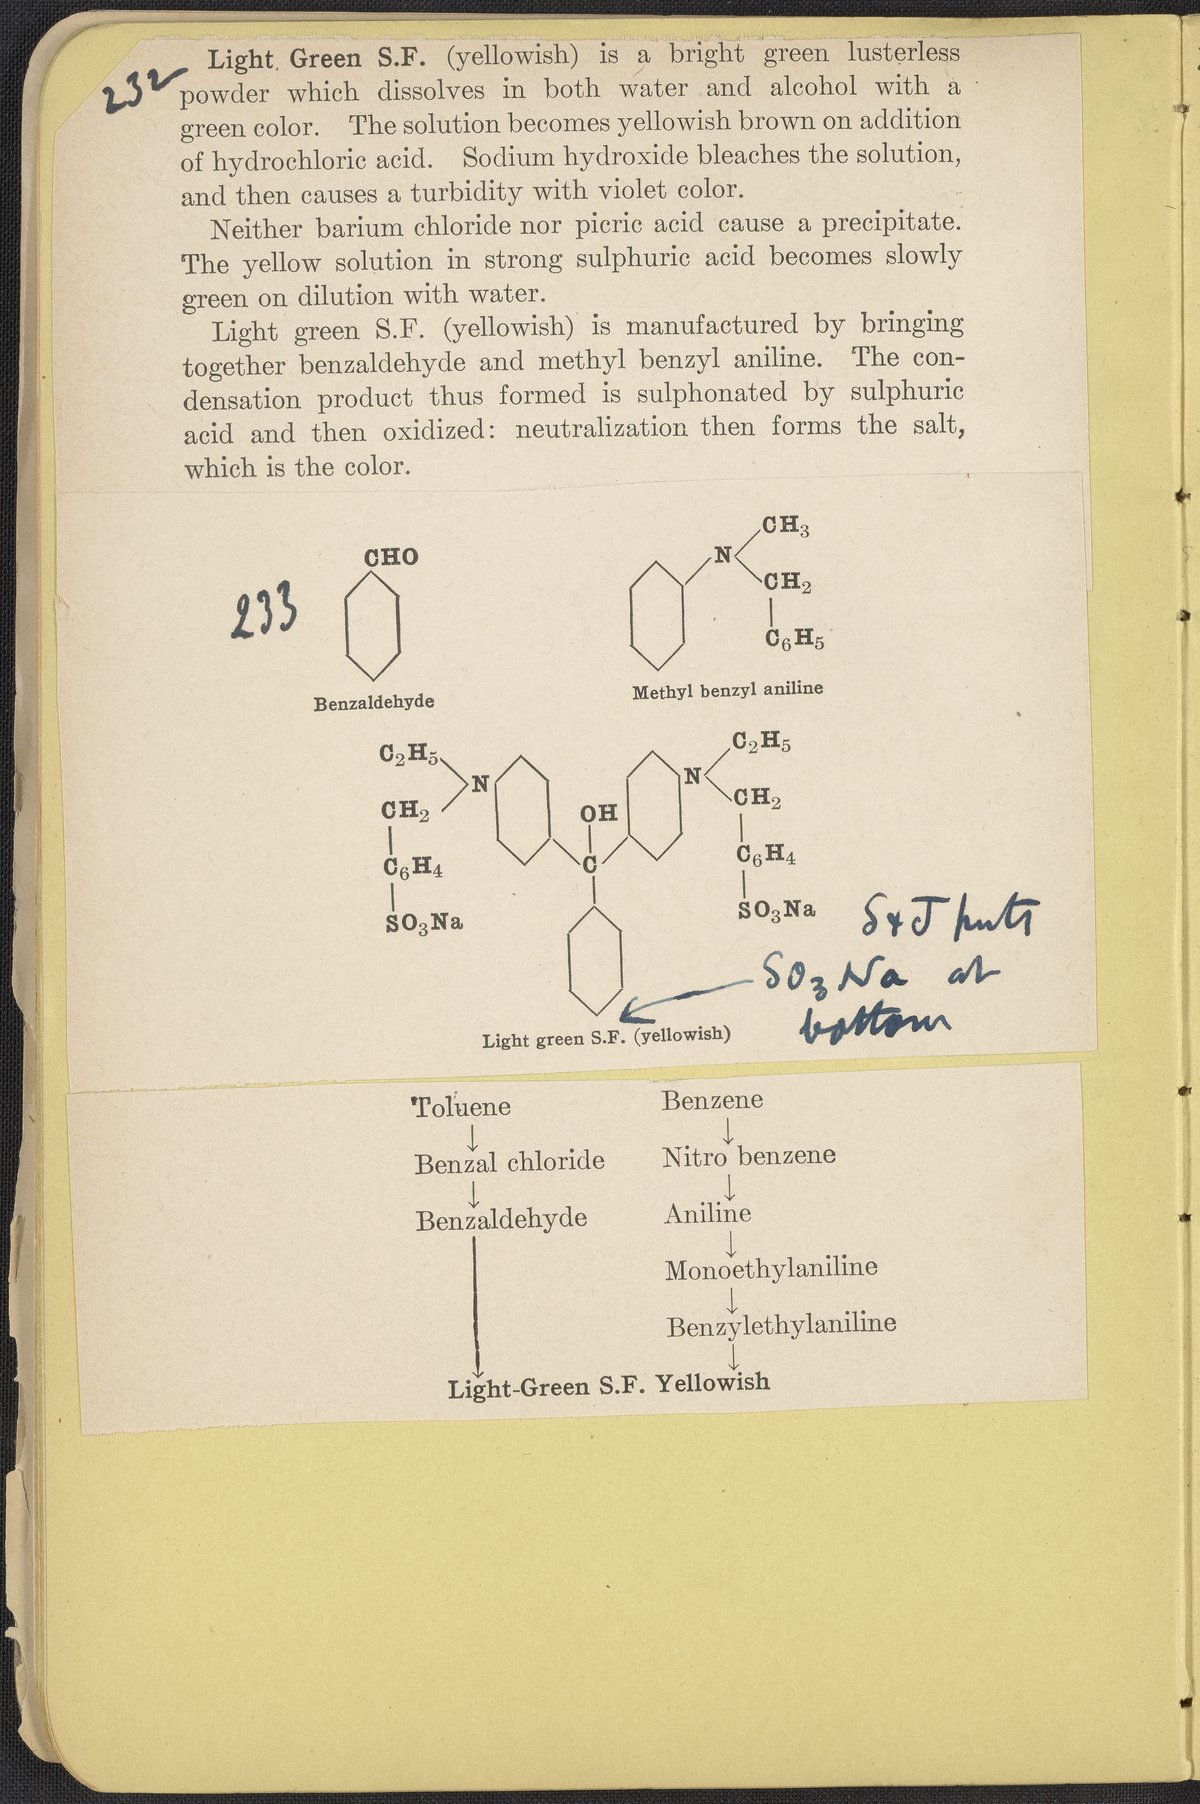 232
Light Green S.F. (yellowish) is a bright green lusterless
powder which dissolves in both water and alcohol with a
green color. The solution becomes yellowish brown on addition
of hydrochloric acid. Sodium hydroxide bleaches the solution,
and then causes a turbidity with violet color.
Neither barium chloride nor picric acid cause a precipitate.
The yellow solution in strong sulphuric acid becomes slowly
green on dilution with water.
Light green S.F. (yellowish) is manufactured by bringing
together benzaldehyde and methyl benzyl aniline. The con-
densation product thus formed is sulphonated by sulphuric
acid and then oxidized: neutralization then forms the salt,
which is the color.
233
CHO
Benzaldehyde
CH₃
N
CH₂
C₆H₅
Methyl benzyl aniline
C₂H₅
N
CH₂
C₆H₄
SO₃Na
OH
C
C₂H₅
N
CH₂
C₆H₄
SO₃Na
S & J puts
SO₃Na at
bottom
Light green S.F. (yellowish)
Toluene
Benzal chloride
Benzaldehyde
Benzene
Nitro benzene
Aniline
Monoethylaniline
Benzylethylaniline
Light-Green S.F. Yellowish